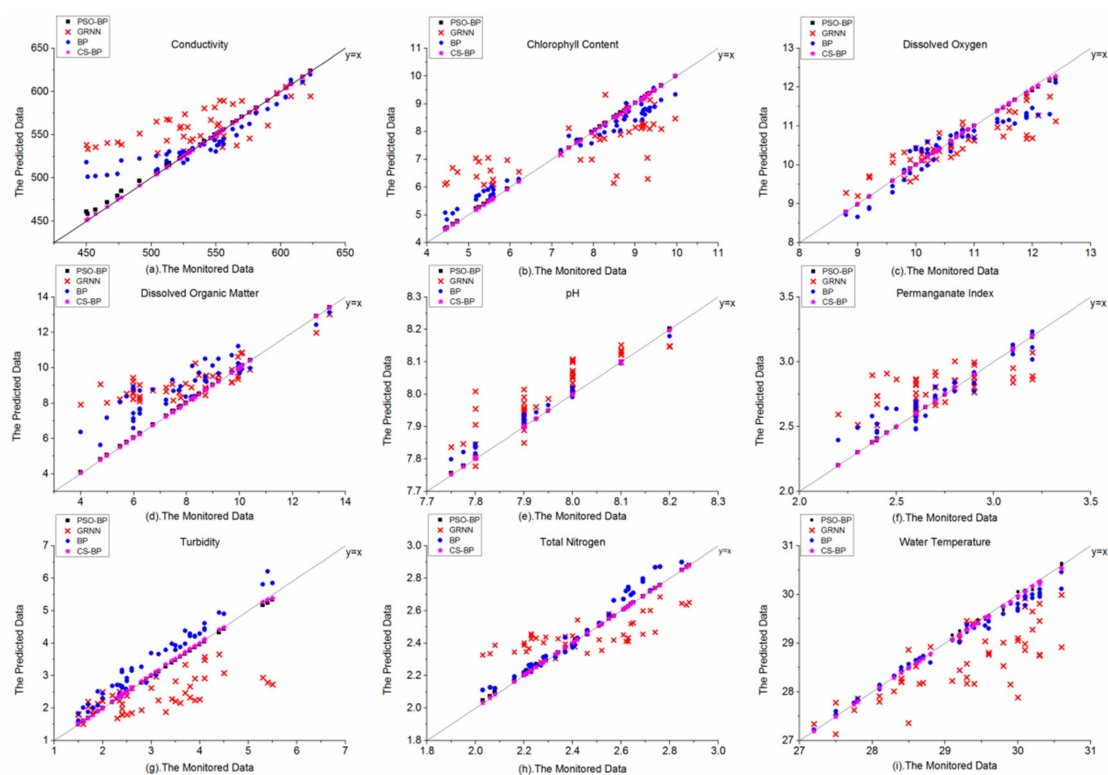 PSO-BP
GRNN
BP
CS-BP
Conductivity
y=x
The Predicted Data
650
600
550
500
450
450 500 550 600 650
(a).The Monitored Data
PSO-BP
GRNN
BP
CS-BP
Chlorophyll Content
y=x
The Predicted Data
11
10
9
8
7
6
5
4
4 5 6 7 8 9 10 11
(b).The Monitored Data
PSO-BP
GRNN
BP
CS-BP
Dissolved Oxygen
y=x
The Predicted Data
13
12
11
10
9
8
8 9 10 11 12 13
(c).The Monitored Data
PSO-BP
GRNN
BP
CS-BP
Dissolved Organic Matter
y=x
The Predicted Data
14
12
10
8
6
4
4 6 8 10 12 14
(d).The Monitored Data
PSO-BP
GRNN
BP
CS-BP
pH
y=x
The Predicted Data
8.3
8.2
8.1
8.0
7.9
7.8
7.7
7.7 7.8 7.9 8.0 8.1 8.2 8.3
(e).The Monitored Data
PSO-BP
GRNN
BP
CS-BP
Permanganate Index
y=x
The Predicted Data
3.5
3.0
2.5
2.0
2.0 2.5 3.0 3.5
(f).The Monitored Data
PSO-BP
GRNN
BP
CS-BP
Turbidity
y=x
The Predicted Data
7
6
5
4
3
2
1
1 2 3 4 5 6 7
(g).The Monitored Data
PSO-BP
GRNN
BP
CS-BP
Total Nitrogen
y=x
The Predicted Data
3.0
2.8
2.6
2.4
2.2
2.0
1.8
1.8 2.0 2.2 2.4 2.6 2.8 3.0
(h).The Monitored Data
PSO-BP
GRNN
BP
CS-BP
Water Temperature
y=x
The Predicted Data
31
30
29
28
27
27 28 29 30 31
(i).The Monitored Data